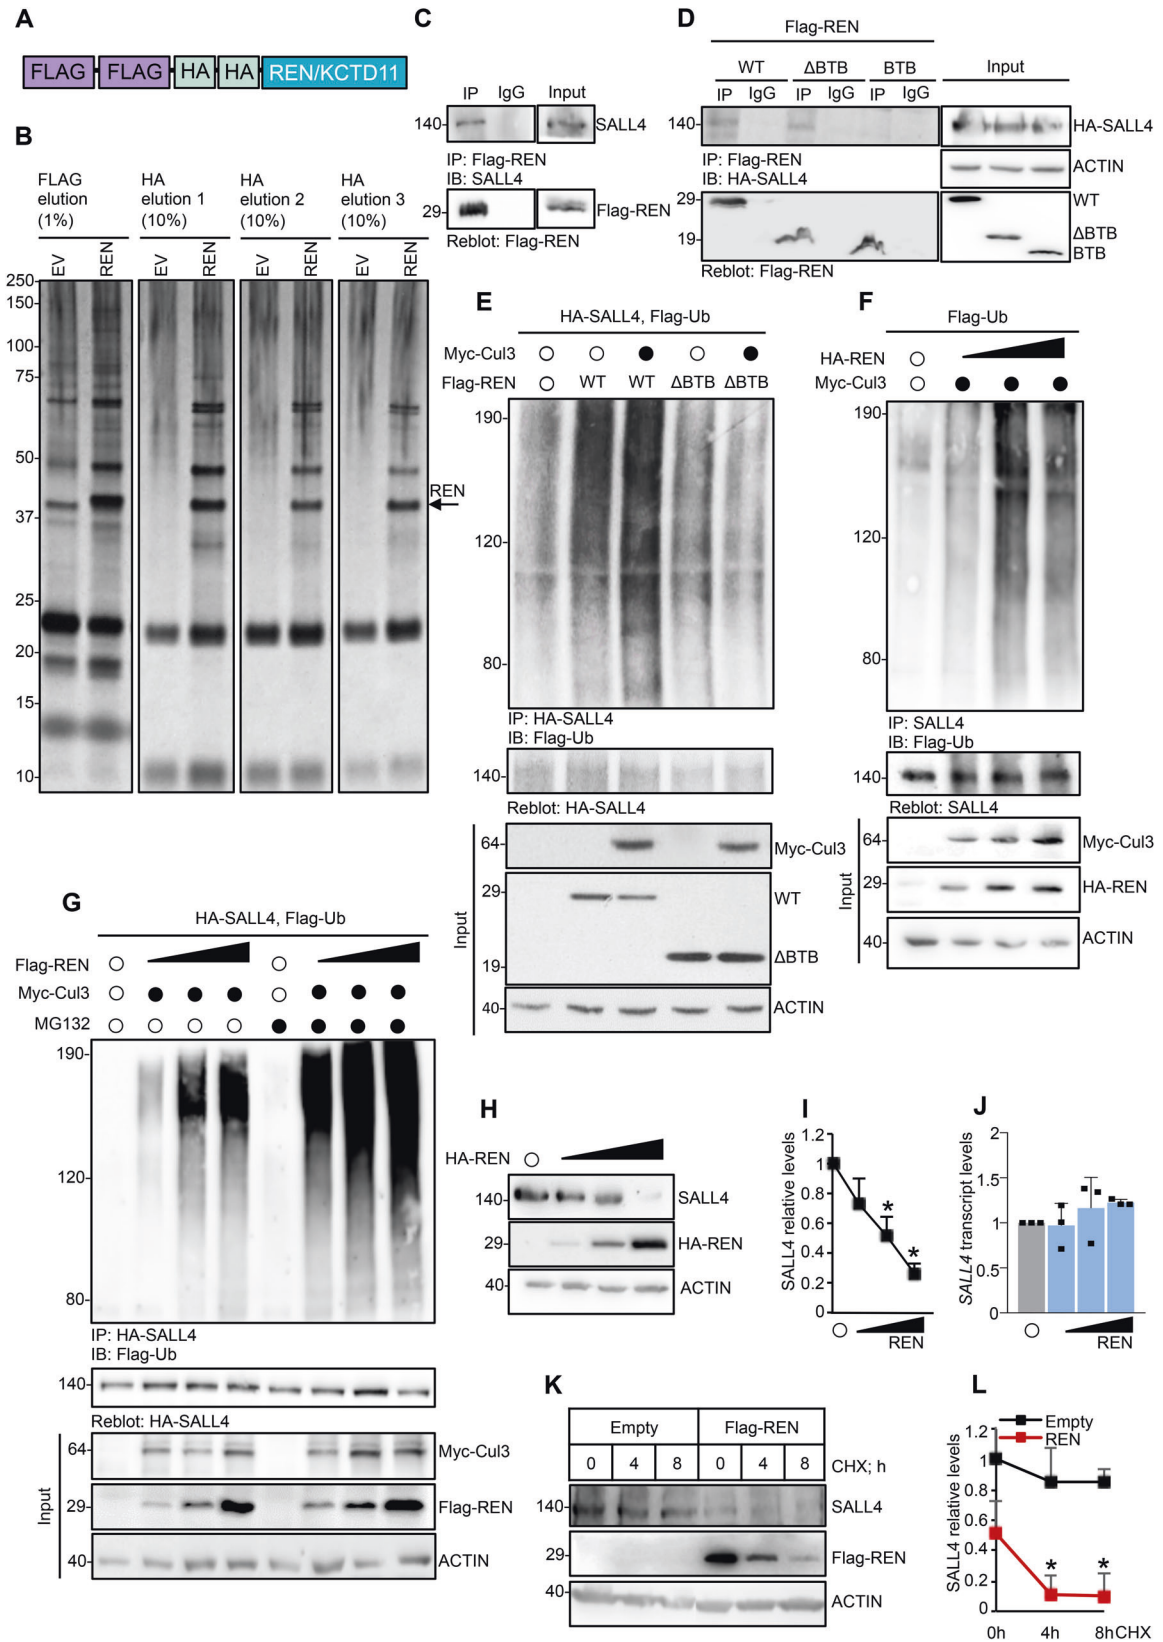 A
FLAG FLAG HA HA REN/KCTD11
B
FLAG elution (1%)
HA elution 1 (10%)
HA elution 2 (10%)
HA elution 3 (10%)
EV REN EV REN EV REN EV REN
250
150
100
75
50
37
25
20
15
10
REN
C
IP IgG Input
140 SALL4
IP: Flag-REN
IB: SALL4
29 Flag-REN
Reblot: Flag-REN
D
Flag-REN
WT ΔBTB BTB Input
IP IgG IP IgG IP IgG
140 HA-SALL4
IP: Flag-REN
IB: HA-SALL4
ACTIN
29
19
WT
ΔBTB
BTB
Reblot: Flag-REN
E
HA-SALL4, Flag-Ub
Myc-Cul3
Flag-REN WT WT ΔBTB ΔBTB
190
120
80
IP: HA-SALL4
IB: Flag-Ub
140
Reblot: HA-SALL4
Input
64 Myc-Cul3
29 WT
19 ΔBTB
40 ACTIN
F
Flag-Ub
HA-REN
Myc-Cul3
190
120
80
IP: SALL4
IB: Flag-Ub
140
Reblot: SALL4
Input
64 Myc-Cul3
29 HA-REN
40 ACTIN
G
HA-SALL4, Flag-Ub
Flag-REN
Myc-Cul3
MG132
190
120
80
IP: HA-SALL4
IB: Flag-Ub
140
Reblot: HA-SALL4
Input
64 Myc-Cul3
29 Flag-REN
40 ACTIN
H
HA-REN
140 SALL4
29 HA-REN
40 ACTIN
I
SALL4 relative levels
1.2
1
0.8
0.6
0.4
0.2
0
* *
REN
J
SALL4 transcript levels
2
1.5
1
0.5
0
REN
K
Empty Flag-REN
0 4 8 0 4 8 CHX; h
140 SALL4
29 Flag-REN
40 ACTIN
L
Empty
REN
SALL4 relative levels
1.2
1
0.8
0.6
0.4
0.2
0
* *
0h 4h 8h CHX